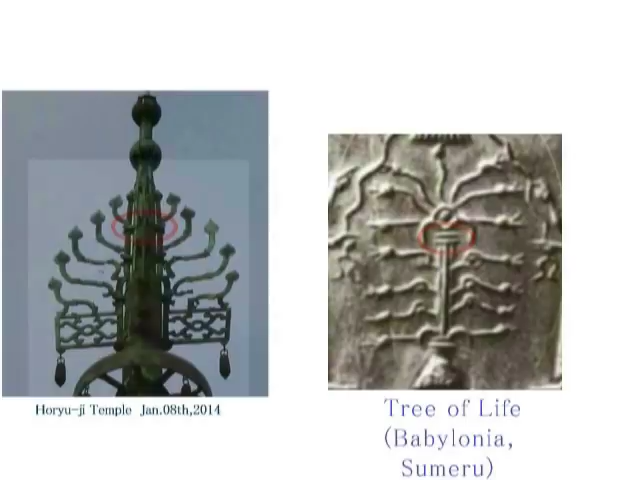 Horyu-ji Temple Jan.08th,2014
Tree of Life
(Babylonia,
Sumeru)